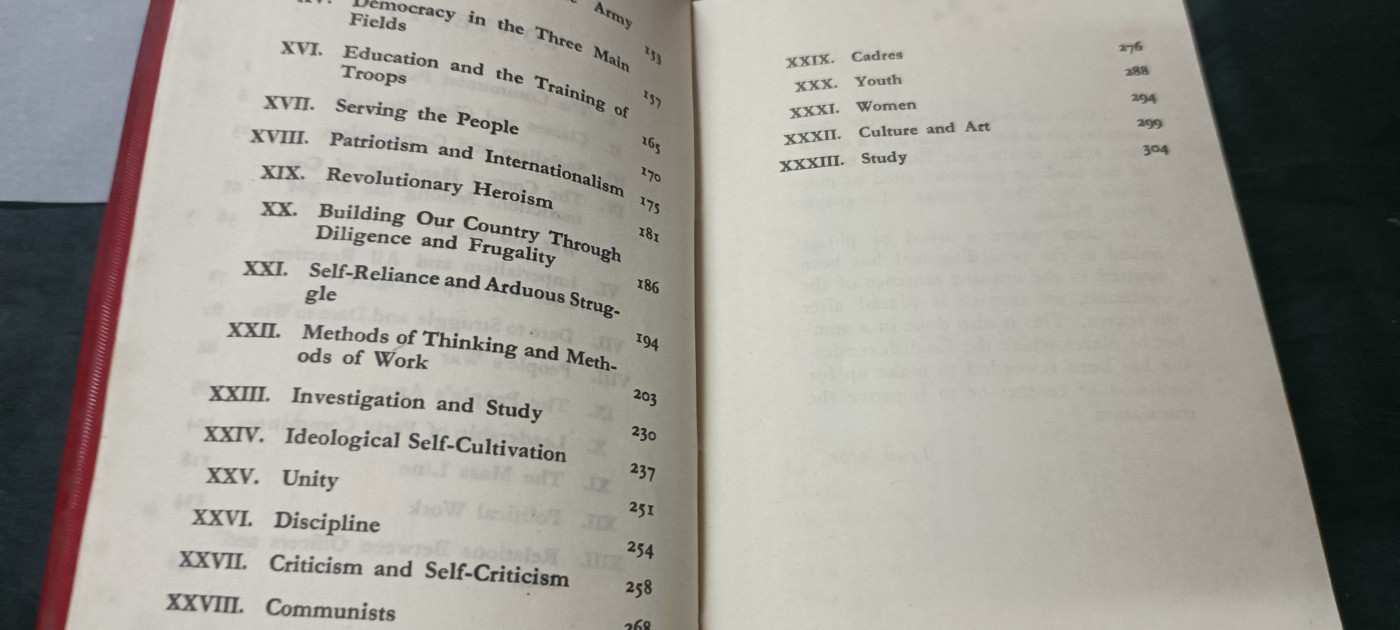 Army
153
Democracy in the Three Main
Fields
157
XVI. Education and the Training of
Troops
165
XVII. Serving the People
170
XVIII. Patriotism and Internationalism
175
XIX. Revolutionary Heroism
181
XX. Building Our Country Through
Diligence and Frugality
186
XXI. Self-Reliance and Arduous Strug-
gle
194
XXII. Methods of Thinking and Meth-
ods of Work
203
XXIII. Investigation and Study
230
XXIV. Ideological Self-Cultivation
237
XXV. Unity
251
XXVI. Discipline
254
XXVII. Criticism and Self-Criticism
258
XXVIII. Communists
268
XXIX. Cadres 276
XXX. Youth 288
XXXI. Women 294
XXXII. Culture and Art 299
XXXIII. Study 304